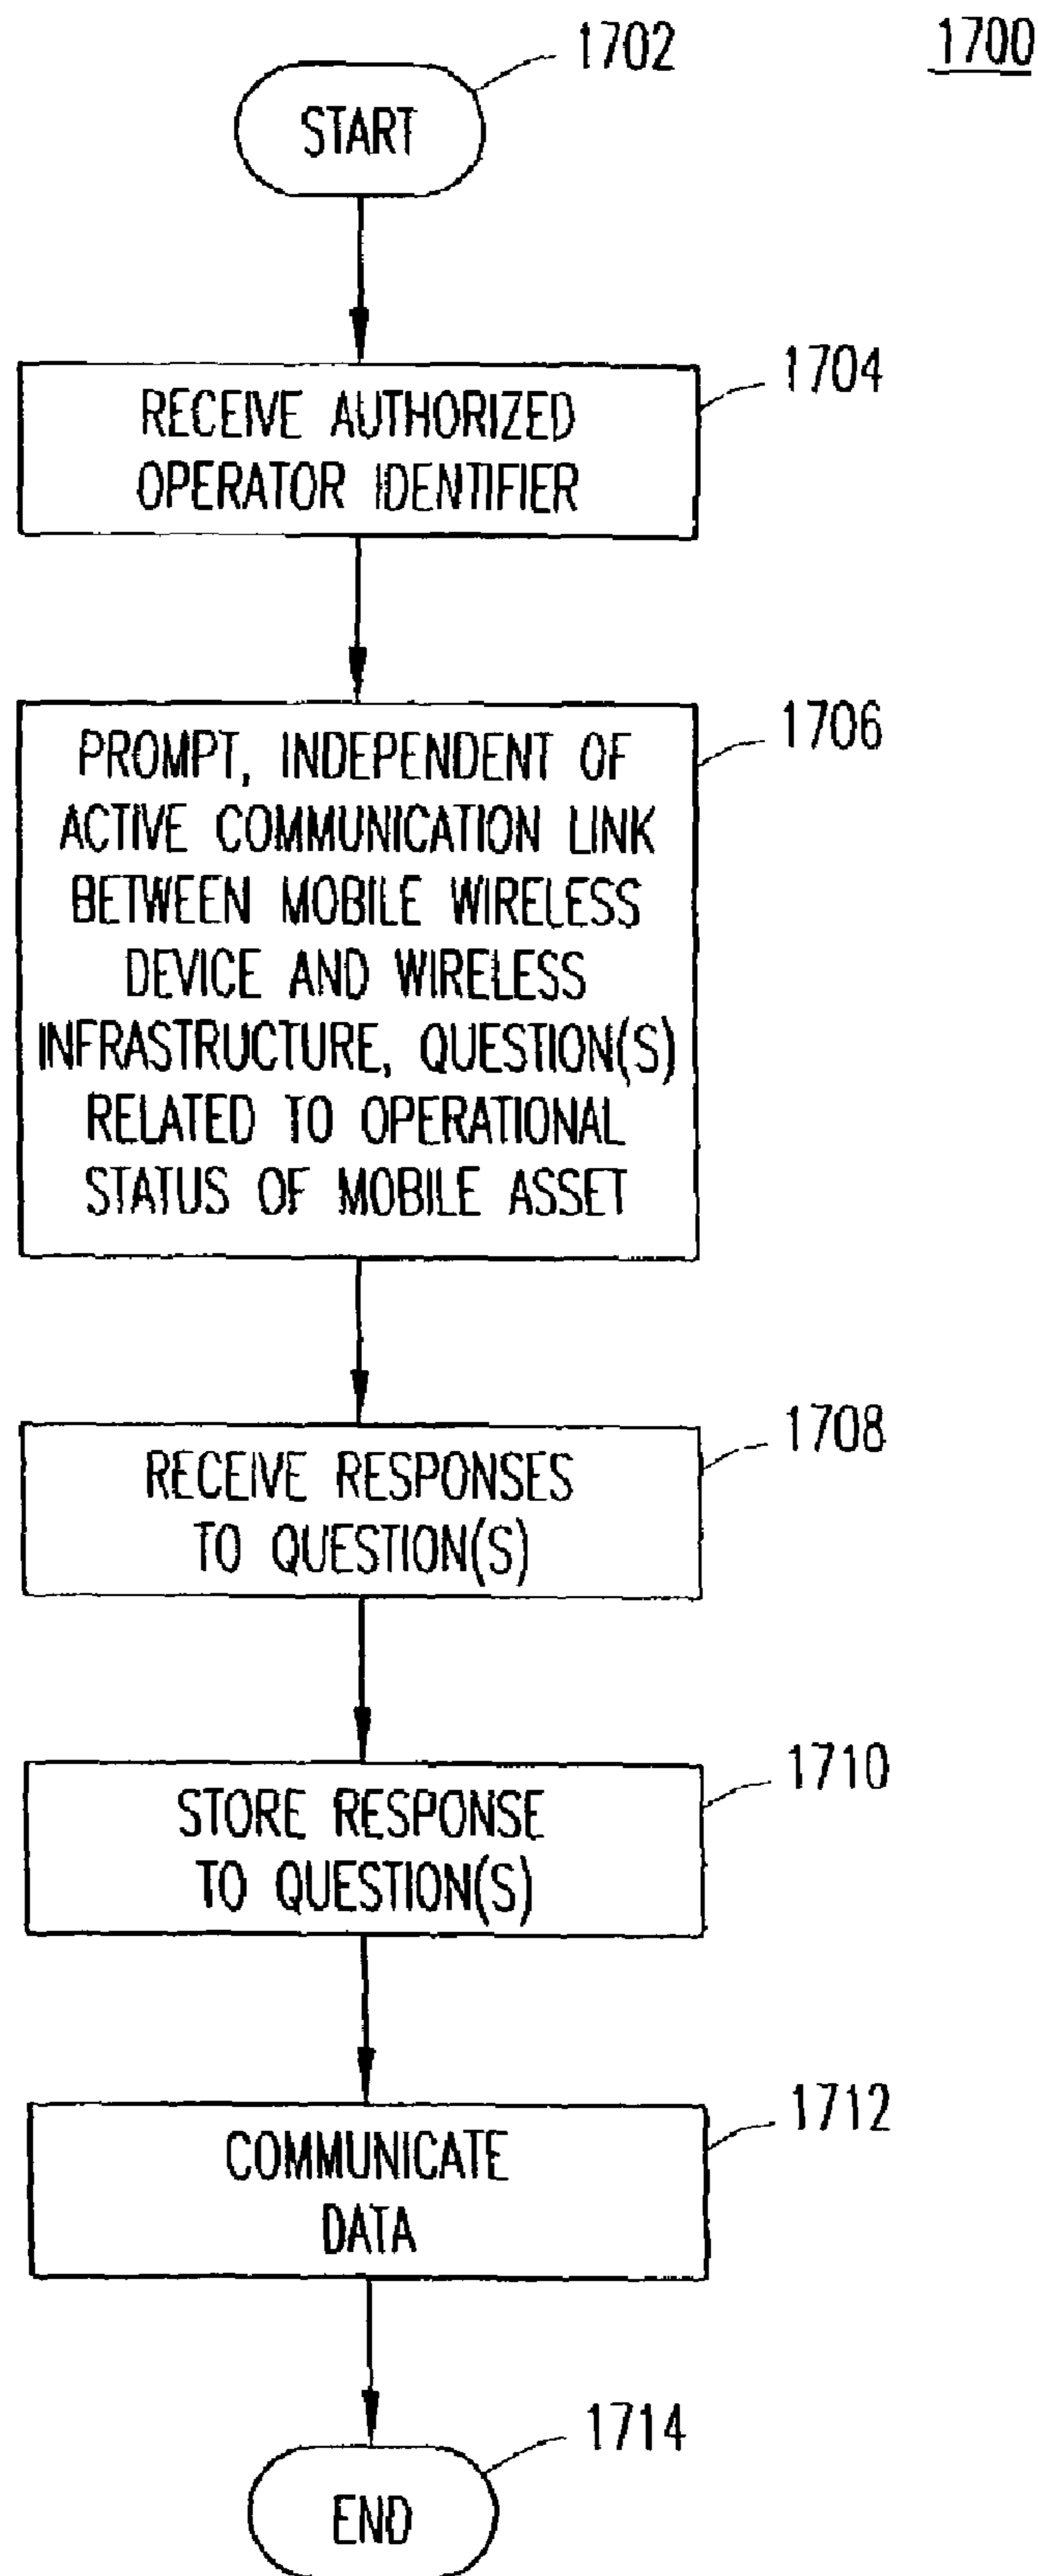 1700
1702
START
1704
RECEIVE AUTHORIZED
OPERATOR IDENTIFIER
1706
PROMPT, INDEPENDENT OF
ACTIVE COMMUNICATION LINK
BETWEEN MOBILE WIRELESS
DEVICE AND WIRELESS
INFRASTRUCTURE, QUESTION(S)
RELATED TO OPERATIONAL
STATUS OF MOBILE ASSET
1708
RECEIVE RESPONSES
TO QUESTION(S)
1710
STORE RESPONSE
TO QUESTION(S)
1712
COMMUNICATE
DATA
1714
END